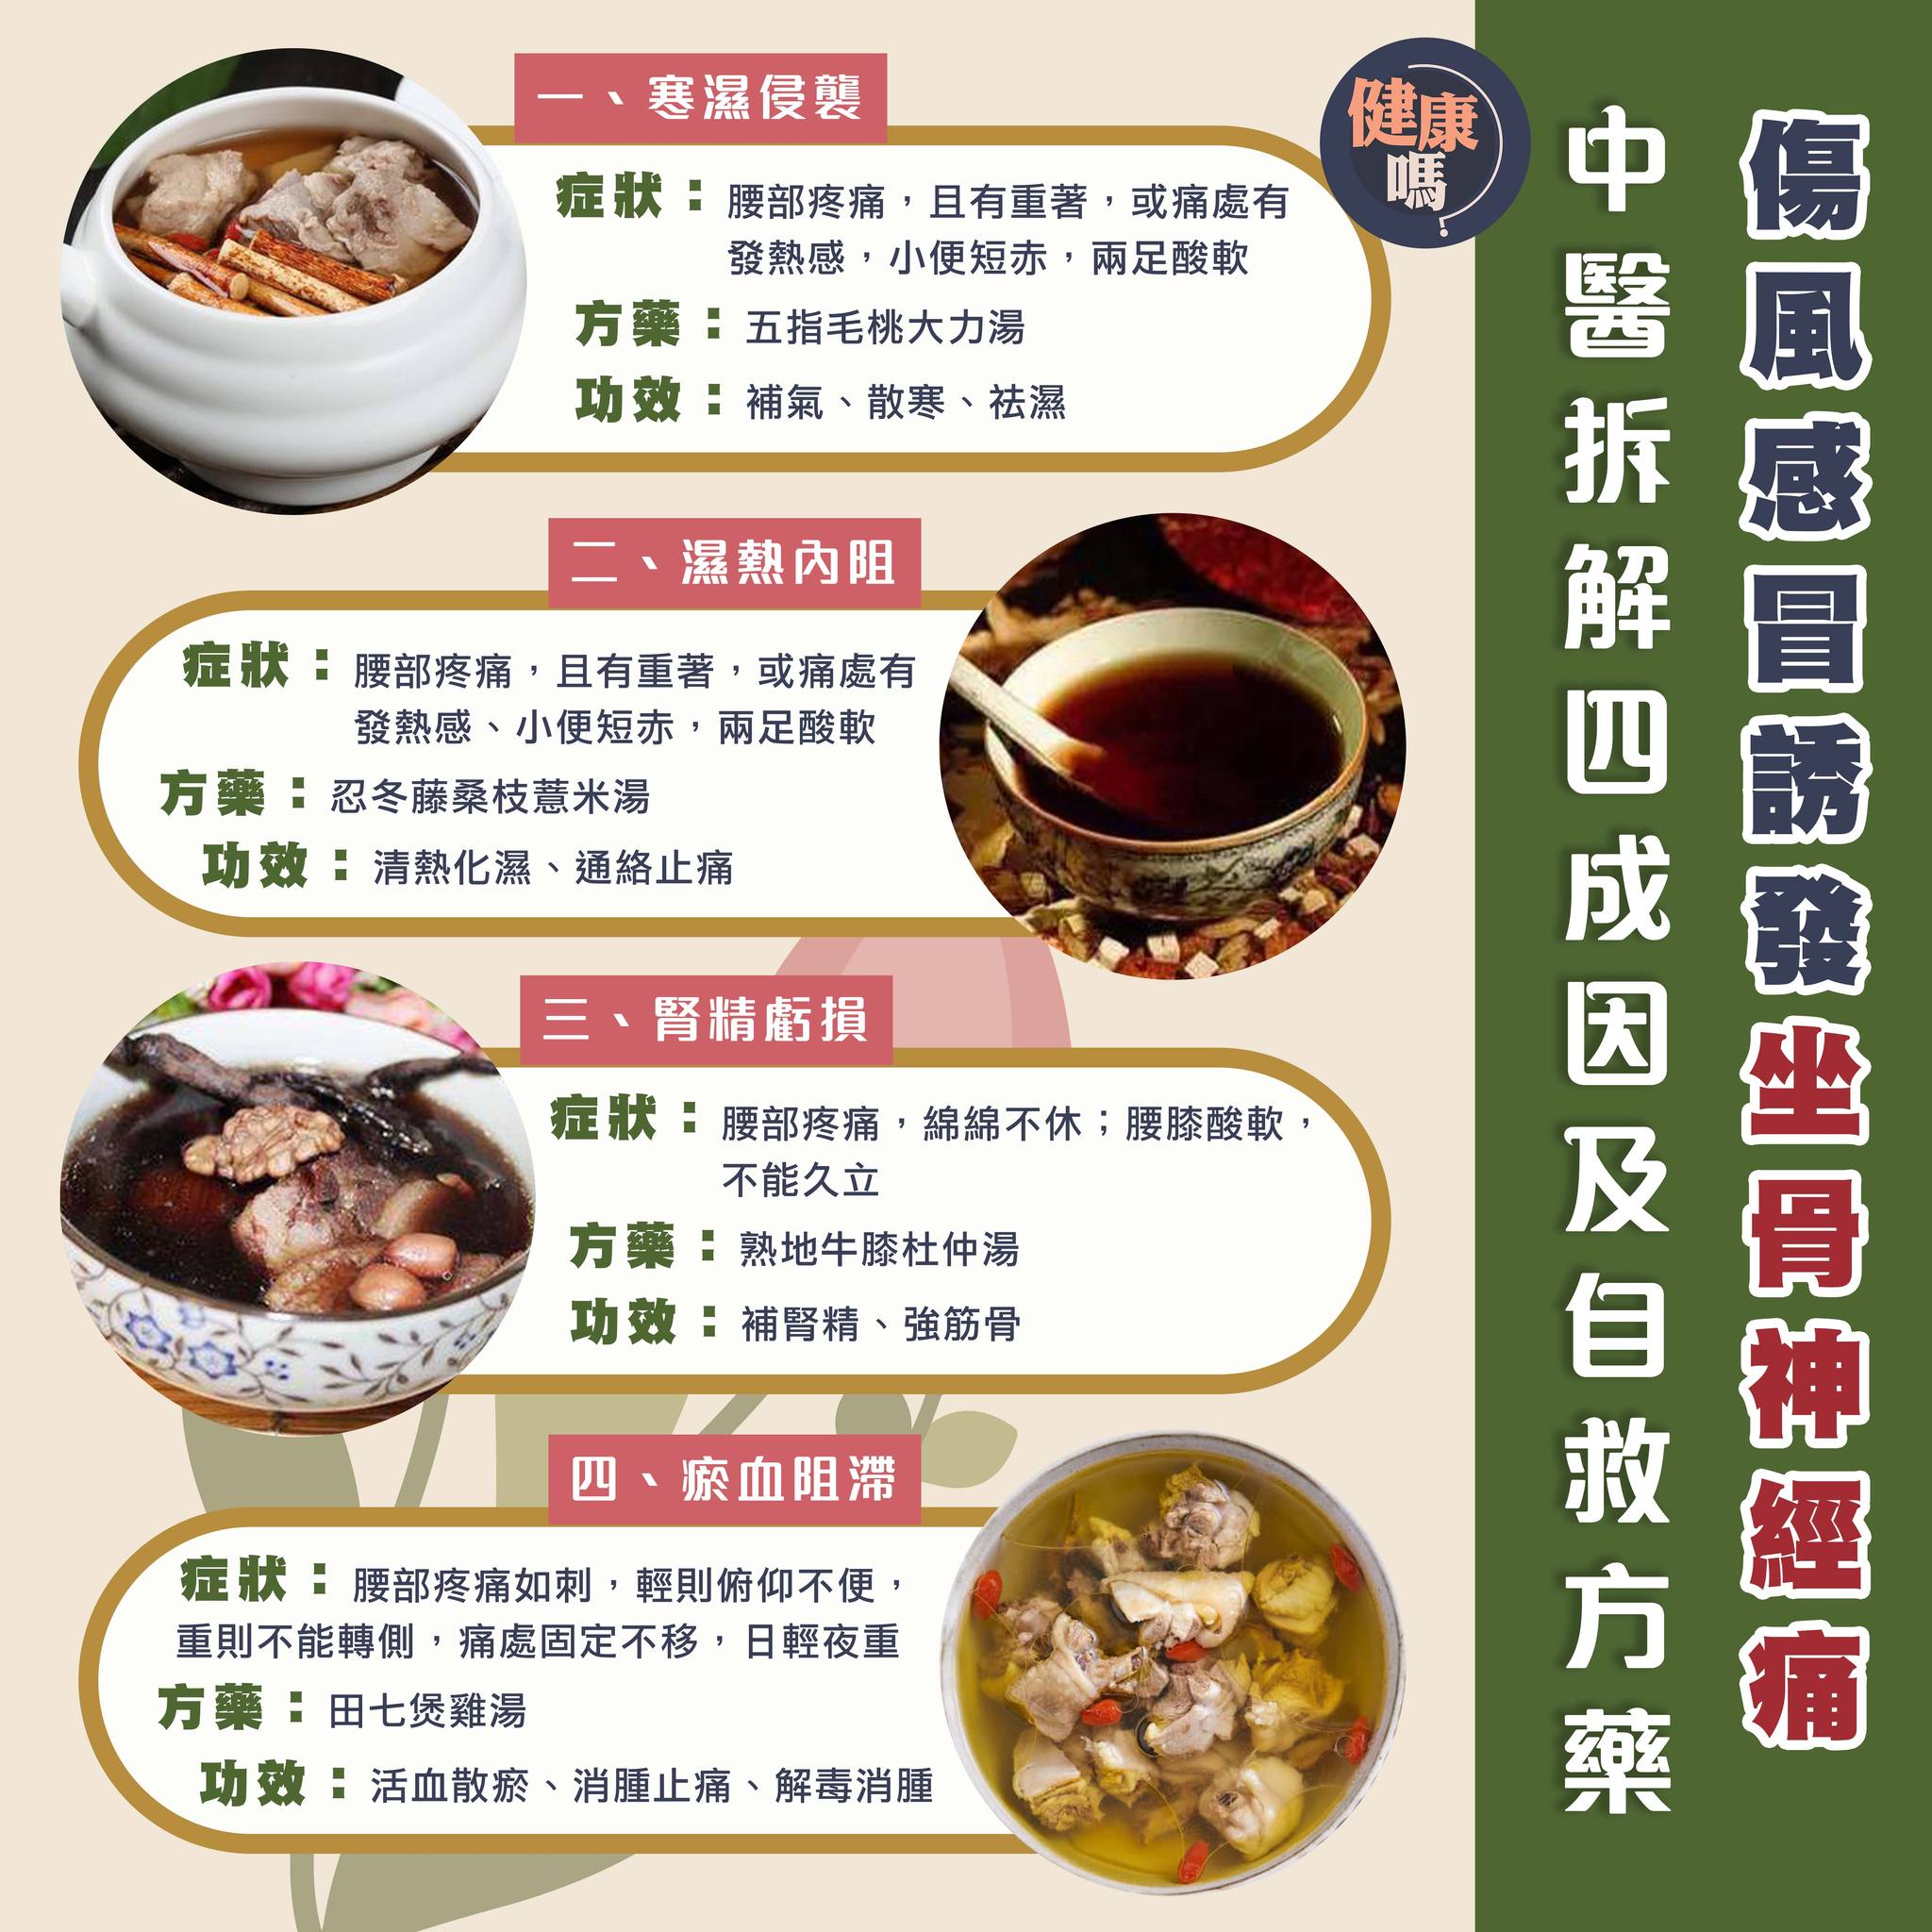 傷風感冒誘發坐骨神經痛
中醫拆解四成因及自救方藥
健康
嗎?
一、寒濕侵襲
症狀：腰部疼痛，且有重著，或痛處有
發熱感，小便短赤，兩足酸軟
方藥：五指毛桃大力湯
功效：補氣、散寒、祛濕
二、濕熱內阻
症狀：腰部疼痛，且有重著，或痛處有
發熱感、小便短赤，兩足酸軟
方藥：忍冬藤桑枝薏米湯
功效：清熱化濕、通絡止痛
三、腎精虧損
症狀：腰部疼痛，綿綿不休；腰膝酸軟，
不能久立
方藥：熟地牛膝杜仲湯
功效：補腎精、強筋骨
四、瘀血阻滯
症狀：腰部疼痛如刺，輕則俯仰不便，
重則不能轉側，痛處固定不移，日輕夜重
方藥：田七煲雞湯
功效：活血散瘀、消腫止痛、解毒消腫